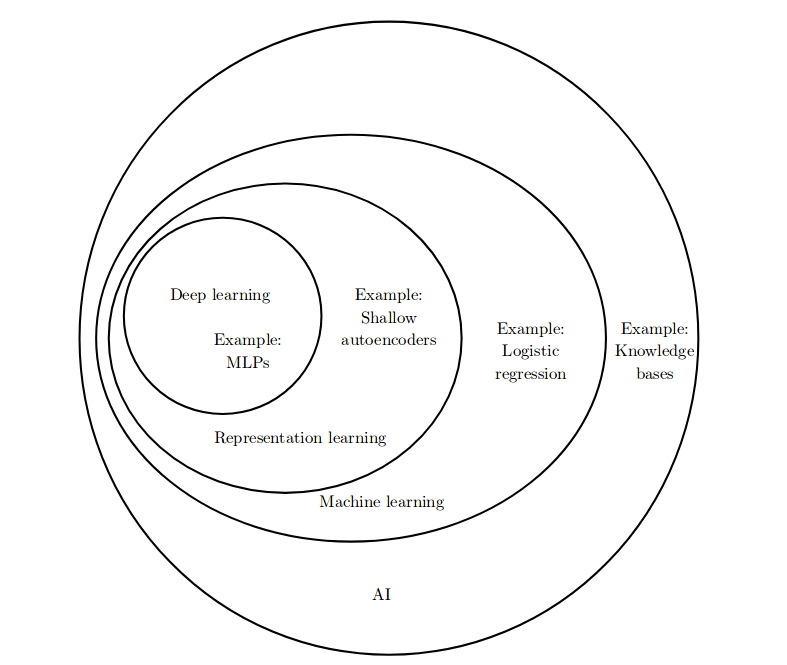 Deep learning
Example:
MLPs
Example:
Shallow
autoencoders
Example:
Logistic
regression
Example:
Knowledge
bases
Representation learning
Machine learning
AI